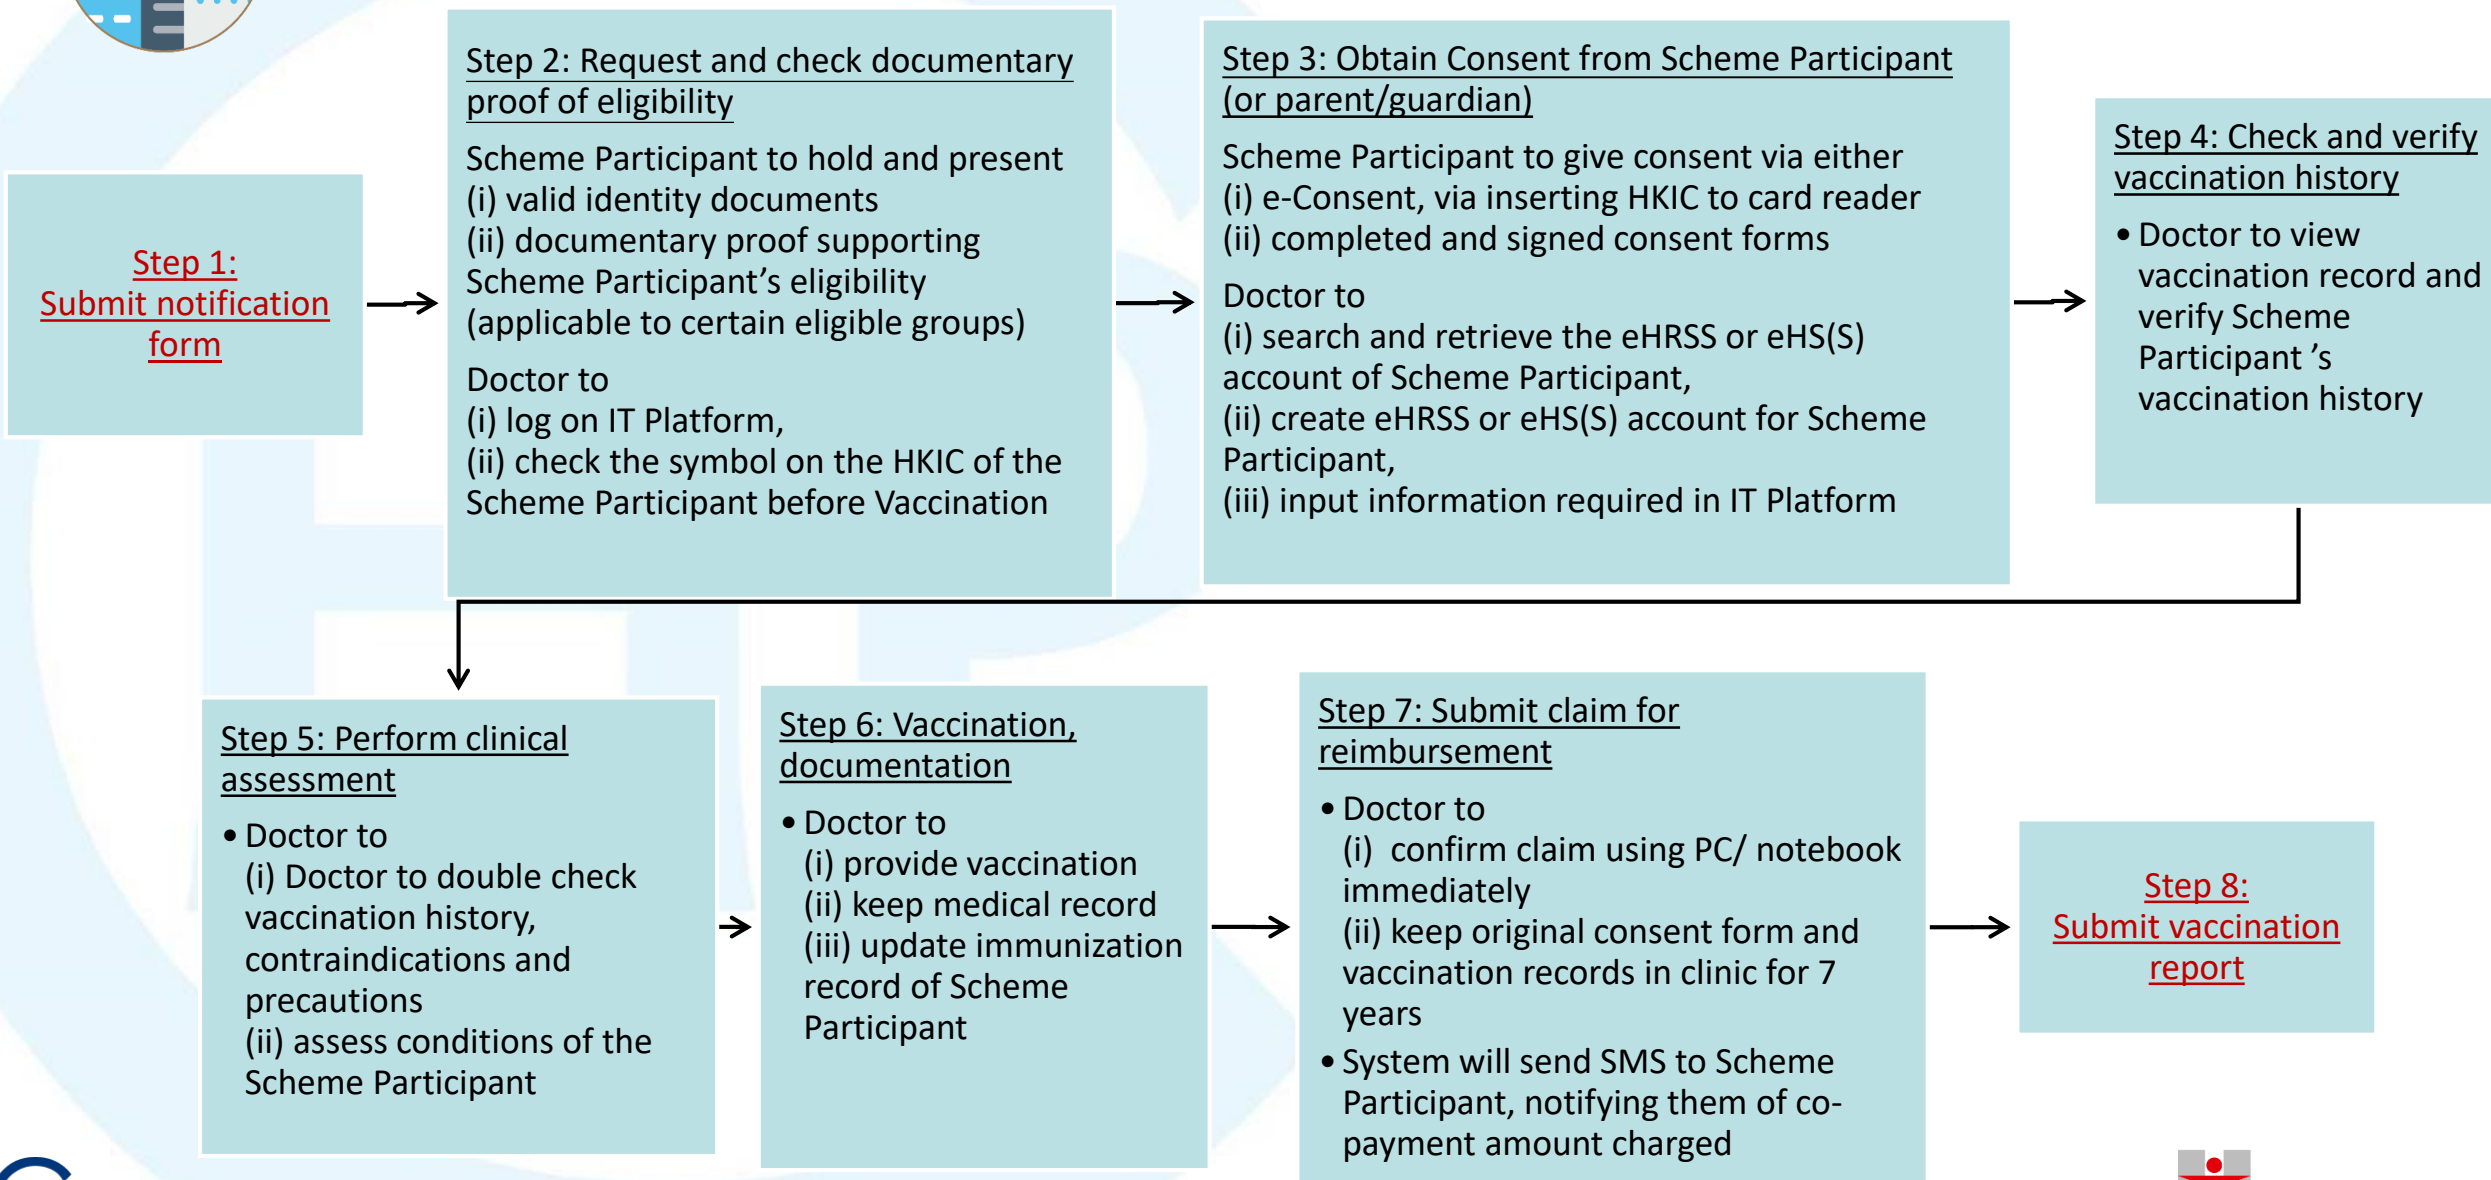 Step 1:
Submit notification
form
Step 2: Request and check documentary
proof of eligibility
Scheme Participant to hold and present
(i) valid identity documents
(ii) documentary proof supporting
Scheme Participant’s eligibility
(applicable to certain eligible groups)
Doctor to
(i) log on IT Platform,
(ii) check the symbol on the HKIC of the
Scheme Participant before Vaccination
Step 3: Obtain Consent from Scheme Participant
(or parent/guardian)
Scheme Participant to give consent via either
(i) e-Consent, via inserting HKIC to card reader
(ii) completed and signed consent forms
Doctor to
(i) search and retrieve the eHRSS or eHS(S)
account of Scheme Participant,
(ii) create eHRSS or eHS(S) account for Scheme
Participant,
(iii) input information required in IT Platform
Step 4: Check and verify
vaccination history
• Doctor to view
vaccination record and
verify Scheme
Participant ’s
vaccination history
Step 5: Perform clinical
assessment
• Doctor to
(i) Doctor to double check
vaccination history,
contraindications and
precautions
(ii) assess conditions of the
Scheme Participant
Step 6: Vaccination,
documentation
• Doctor to
(i) provide vaccination
(ii) keep medical record
(iii) update immunization
record of Scheme
Participant
Step 7: Submit claim for
reimbursement
• Doctor to
(i) confirm claim using PC/ notebook
immediately
(ii) keep original consent form and
vaccination records in clinic for 7
years
• System will send SMS to Scheme
Participant, notifying them of co-
payment amount charged
Step 8:
Submit vaccination
report